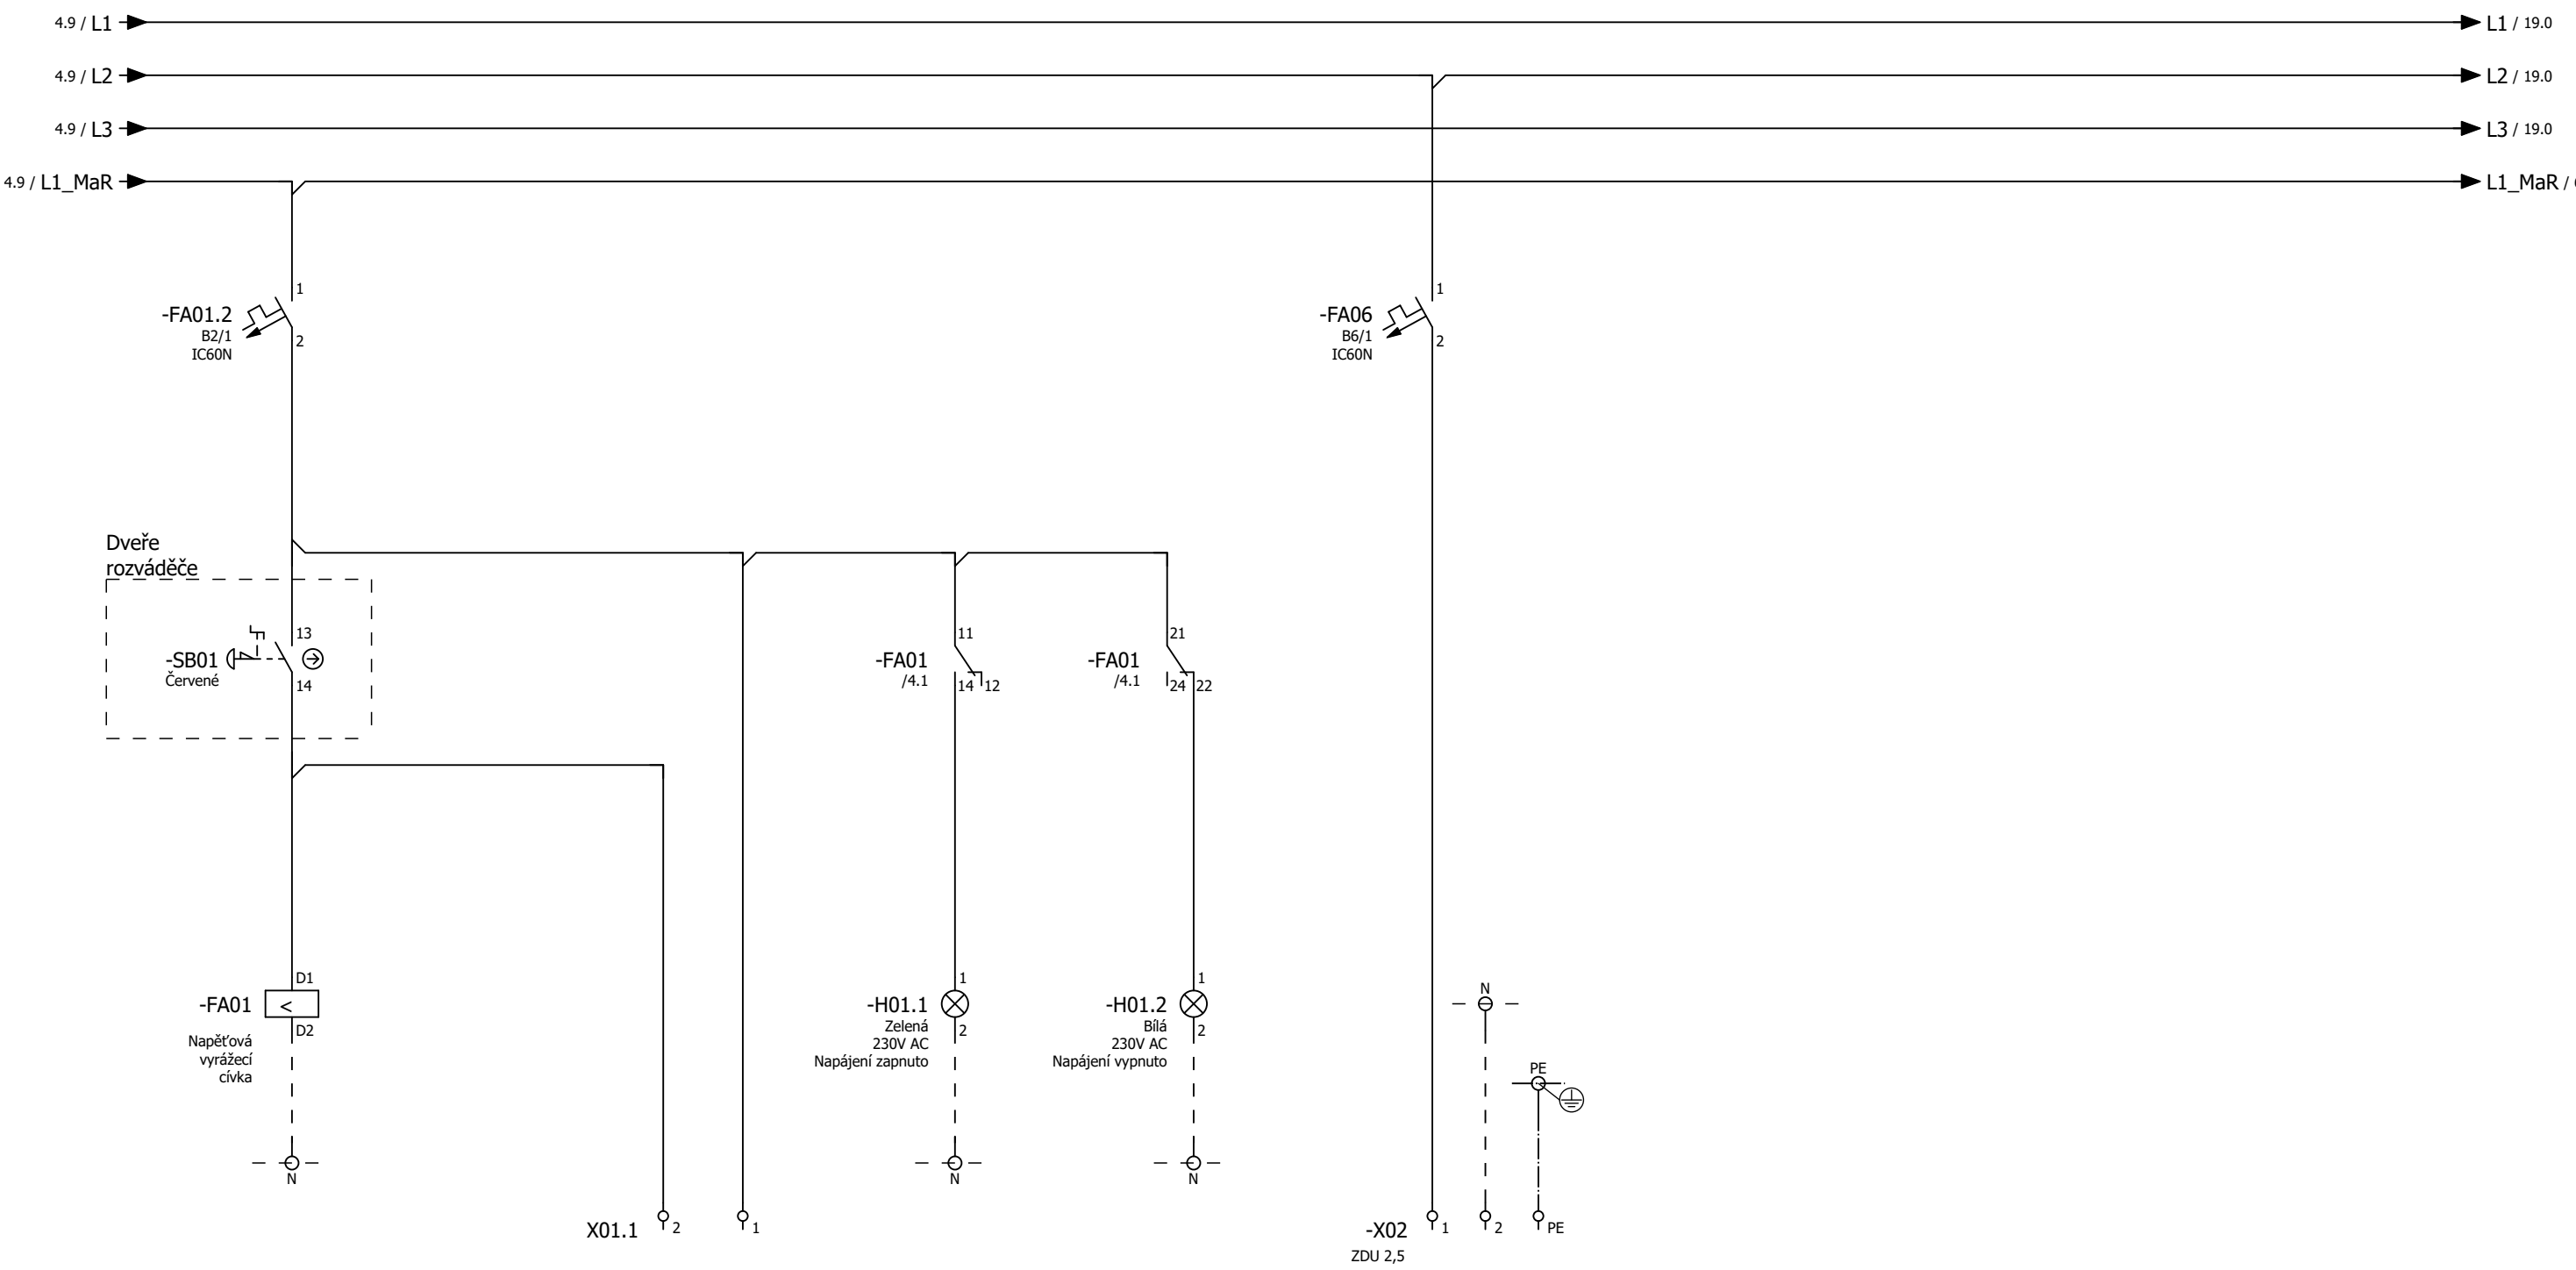 4.9 / L1
L1 / 19.0
4.9 / L2
L2 / 19.0
4.9 / L3
L3 / 19.0
4.9 / L1_MaR
L1_MaR /
1
-FA01.2
B2/1
IC60N
2
1
-FA06
B6/1
IC60N
2
Dveře
rozváděče
13
-SB01
Červené
14
11
-FA01
/4.1
14
12
21
-FA01
/4.1
24
22
D1
-FA01
D2
Napěťová
vyrážecí
cívka
N
1
-H01.1
Zelená
2
230V AC
Napájení zapnuto
N
1
-H01.2
Bílá
2
230V AC
Napájení vypnuto
N
N
PE
X01.1
2
1
-X02
1
2
PE
ZDU 2,5